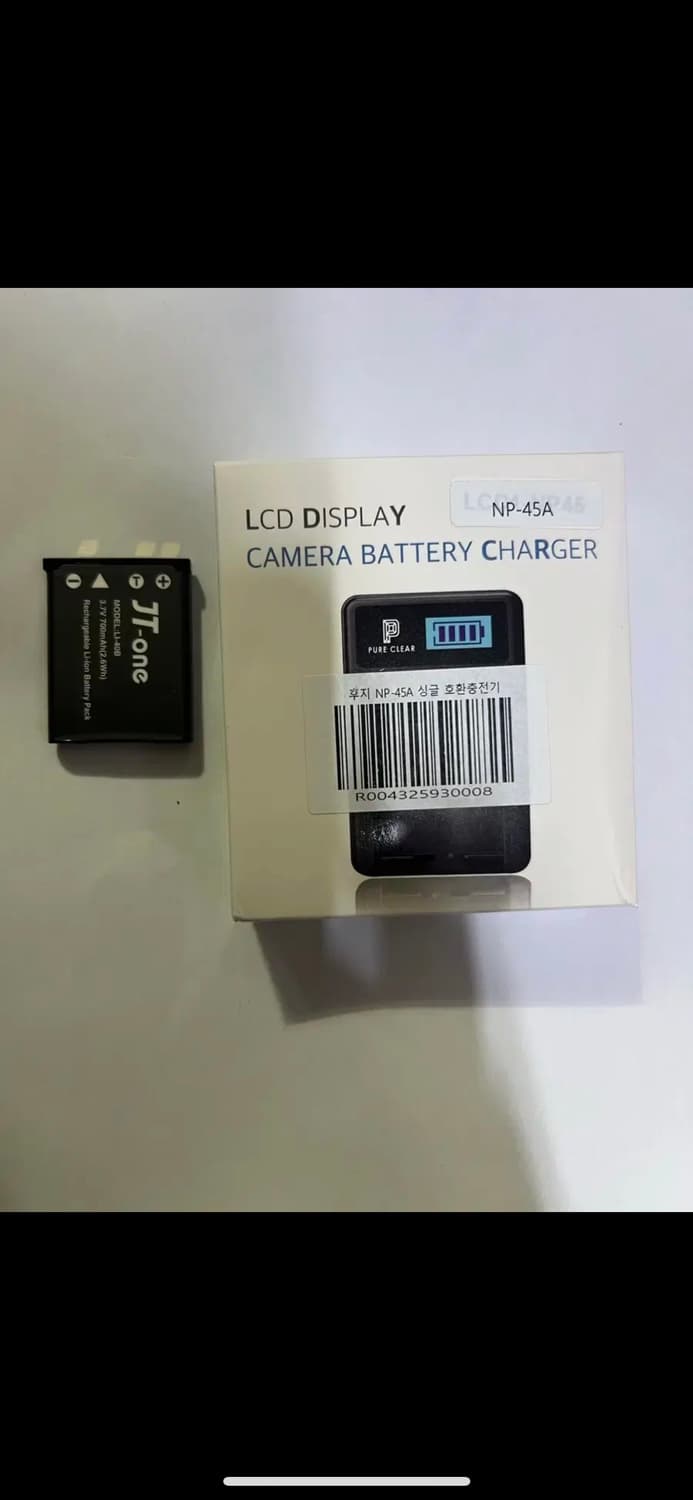 LCD DISPLAY
NP-45A
CAMERA BATTERY CHARGER
PURE CLEAR
후지 NP-45A 싱글 호환충전기
R004325930008
JT-one
MODEL: LI-40B
3.7V 700mAh(2.6Wh)
Rechargeable Li-ion Battery Pack
+ T -